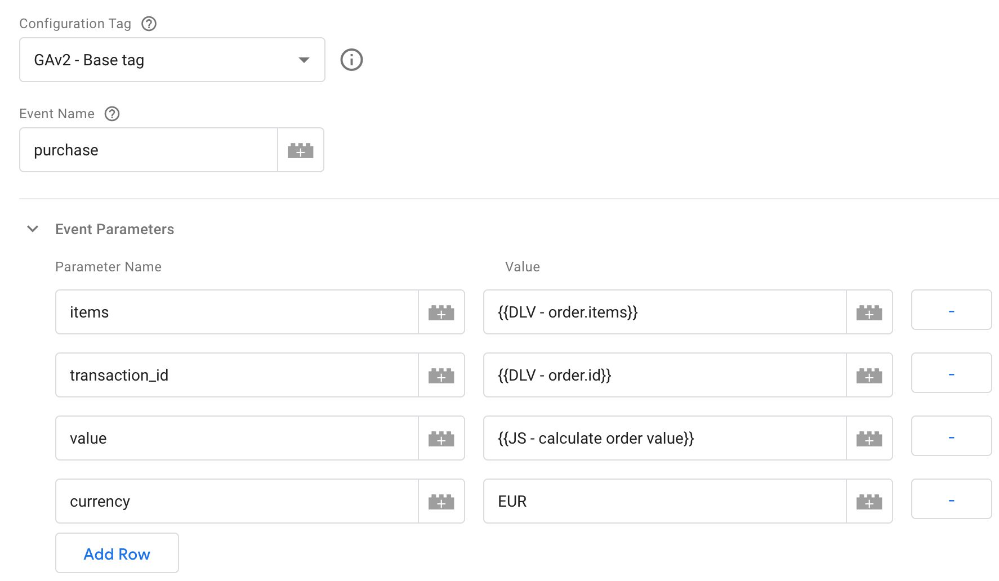 Configuration Tag
GAv2 - Base tag
Event Name
purchase
Event Parameters
Parameter Name Value
items {{DLV - order.items}} -
transaction_id {{DLV - order.id}} -
value {{JS - calculate order value}} -
currency EUR -
Add Row